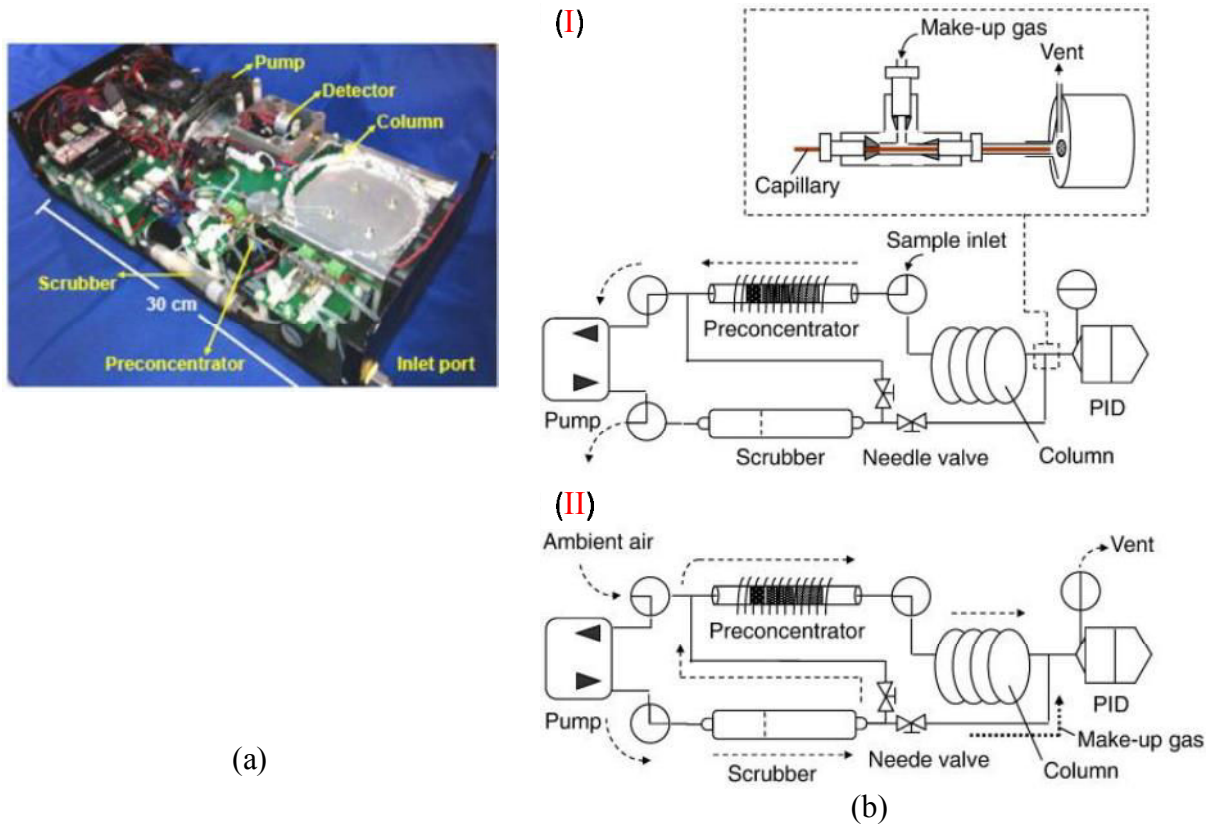 Pump
Detector
Column
Scrubber
30 cm
Preconcentrator
Inlet port
(a)
(I)
Make-up gas
Vent
Capillary
Sample inlet
Preconcentrator
Pump
Scrubber
Needle valve
Column
PID
(II)
Ambient air
Vent
Preconcentrator
PID
Pump
Make-up gas
Scrubber
Neede valve
Column
(b)